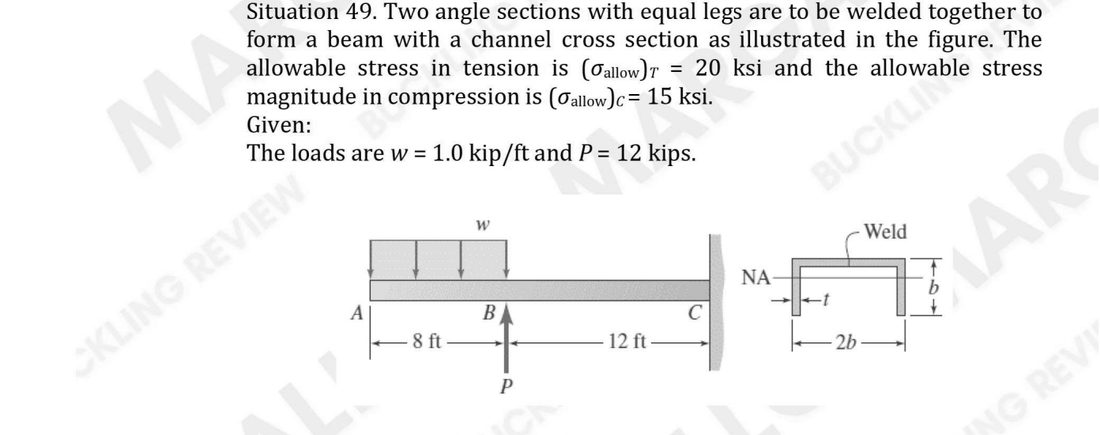 Situation 49. Two angle sections with equal legs are to be welded together to
form a beam with a channel cross section as illustrated in the figure. The
allowable stress in tension is (σallow)T = 20 ksi and the allowable stress
magnitude in compression is (σallow)C= 15 ksi.
Given:
The loads are w = 1.0 kip/ft and P = 12 kips.
w
Weld
NA
t
b
A
B
C
8 ft
12 ft
2b
P
BUCKLING REVIEW